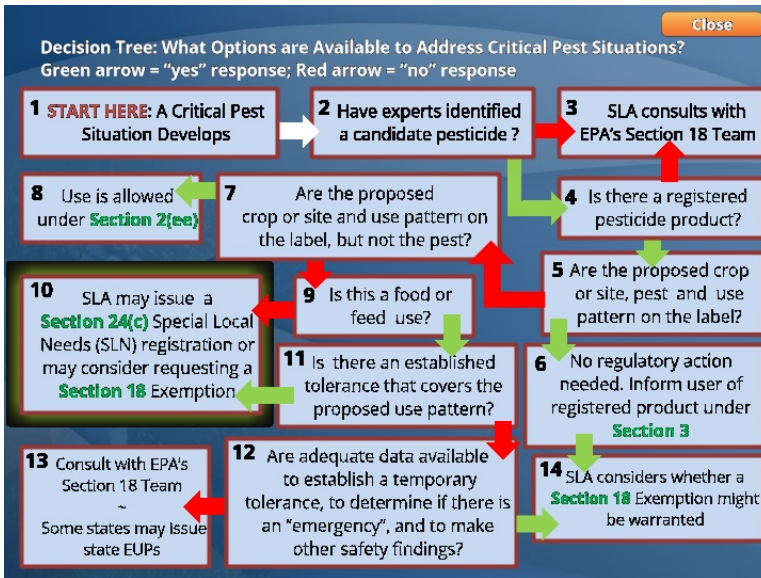 Close
Decision Tree: What Options are Available to Address Critical Pest Situations?
Green arrow = "yes" response; Red arrow = "no" response
1 START HERE: A Critical Pest
Situation Develops
2 Have experts identified
a candidate pesticide ?
3 SLA consults with
EPA's Section 18 Team
4 Is there a registered
pesticide product?
5 Are the proposed crop
or site, pest and use
pattern on the label?
6 No regulatory action
needed. Inform user of
registered product under
Section 3
7 Are the proposed
crop or site and use pattern on
the label, but not the pest?
8 Use is allowed
under Section 2(ee)
9 Is this a food or
feed use?
10 SLA may issue a
Section 24(c) Special Local
Needs (SLN) registration or
may consider requesting a
Section 18 Exemption
11 Is there an established
tolerance that covers the
proposed use pattern?
12 Are adequate data available
to establish a temporary
tolerance, to determine if there is
an "emergency", and to make
other safety findings?
13 Consult with EPA's
Section 18 Team
~
Some states may issue
state EUPs
14 SLA considers whether a
Section 18 Exemption might
be warranted